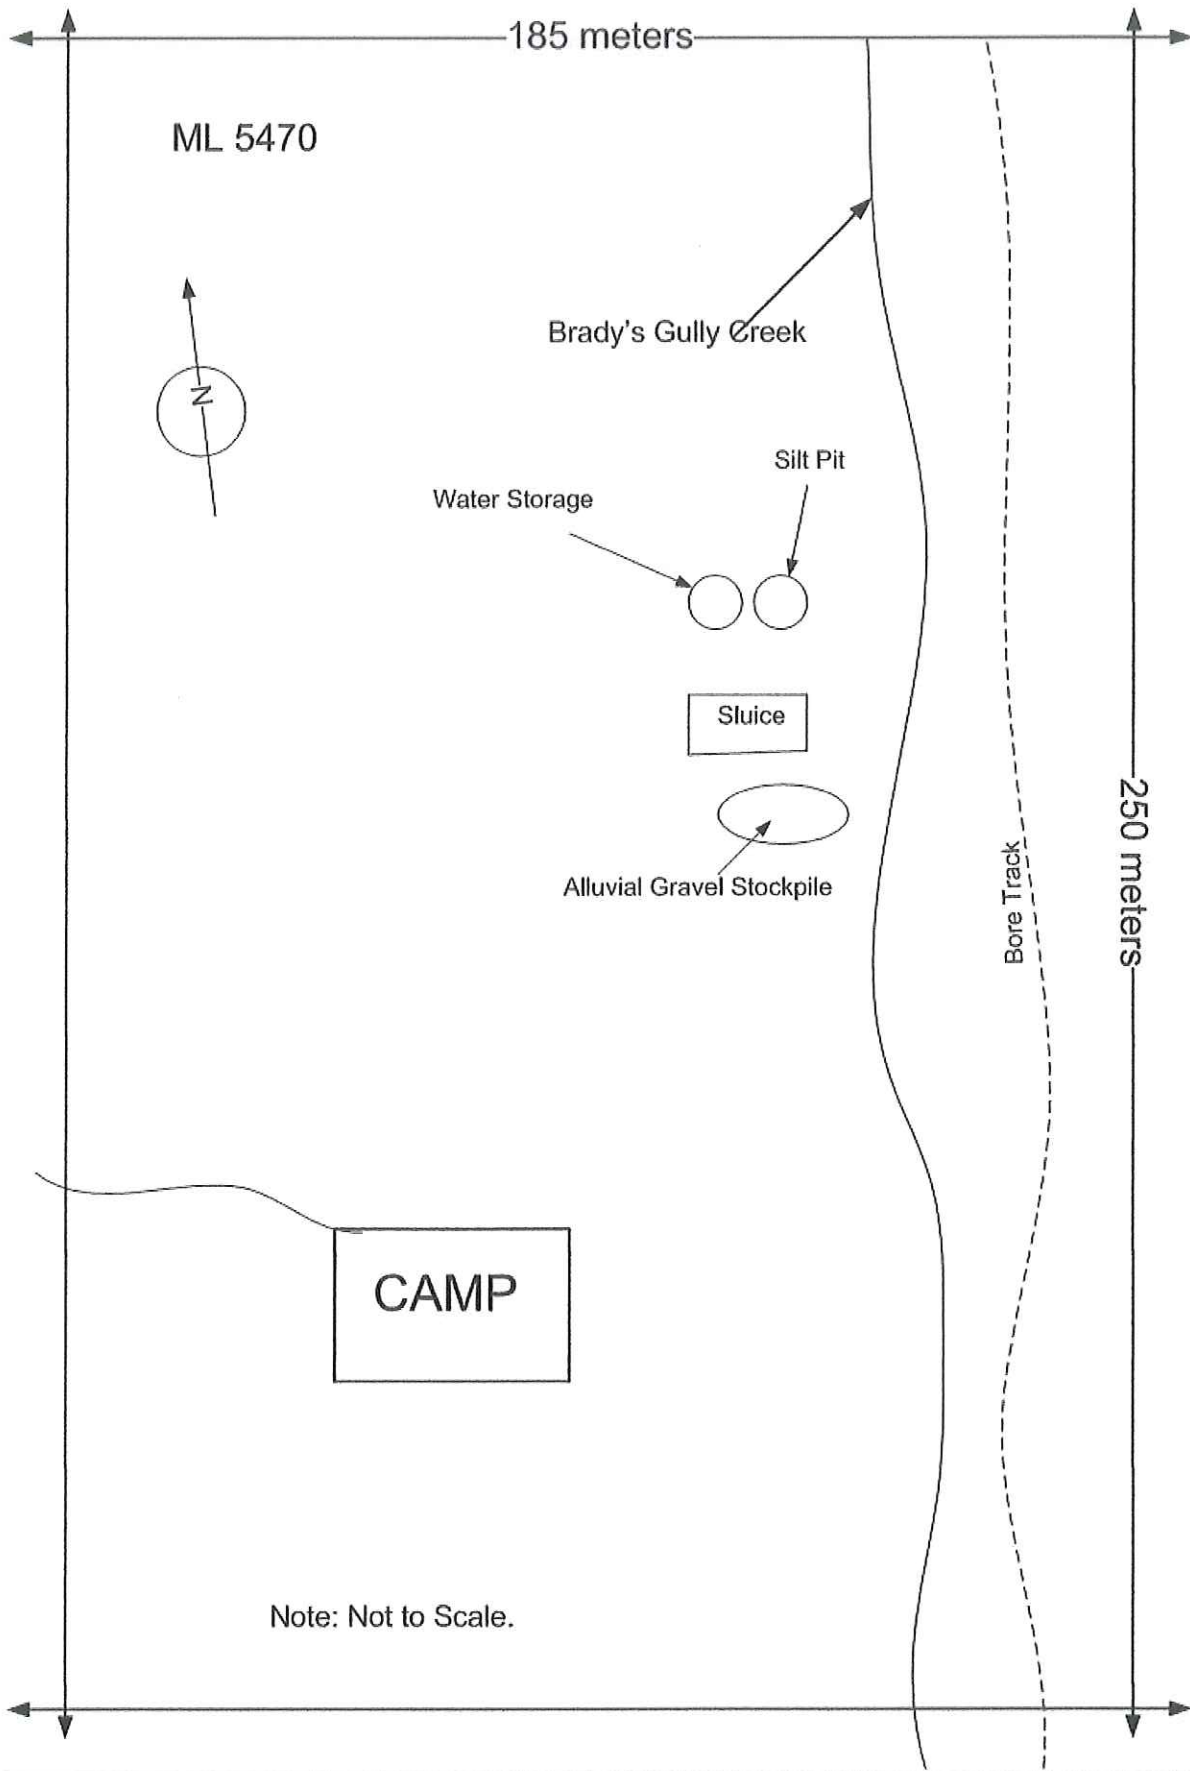 185 meters
ML 5470
Brady's Gully Creek
N
Silt Pit
Water Storage
Sluice
250 meters
Alluvial Gravel Stockpile
Bore Track
CAMP
Note: Not to Scale.